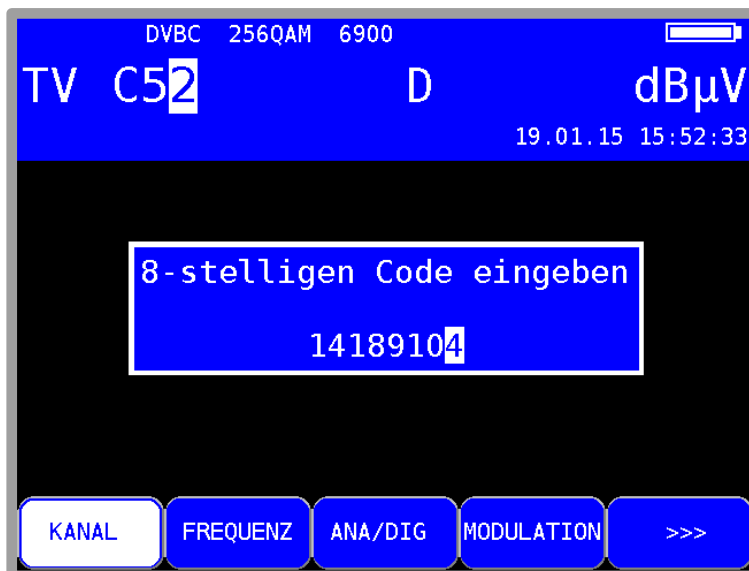 DVBC 256QAM 6900
TV C52 D dBµV
19.01.15 15:52:33
8-stelligen Code eingeben
14189104
KANAL FREQUENZ ANA/DIG MODULATION >>>